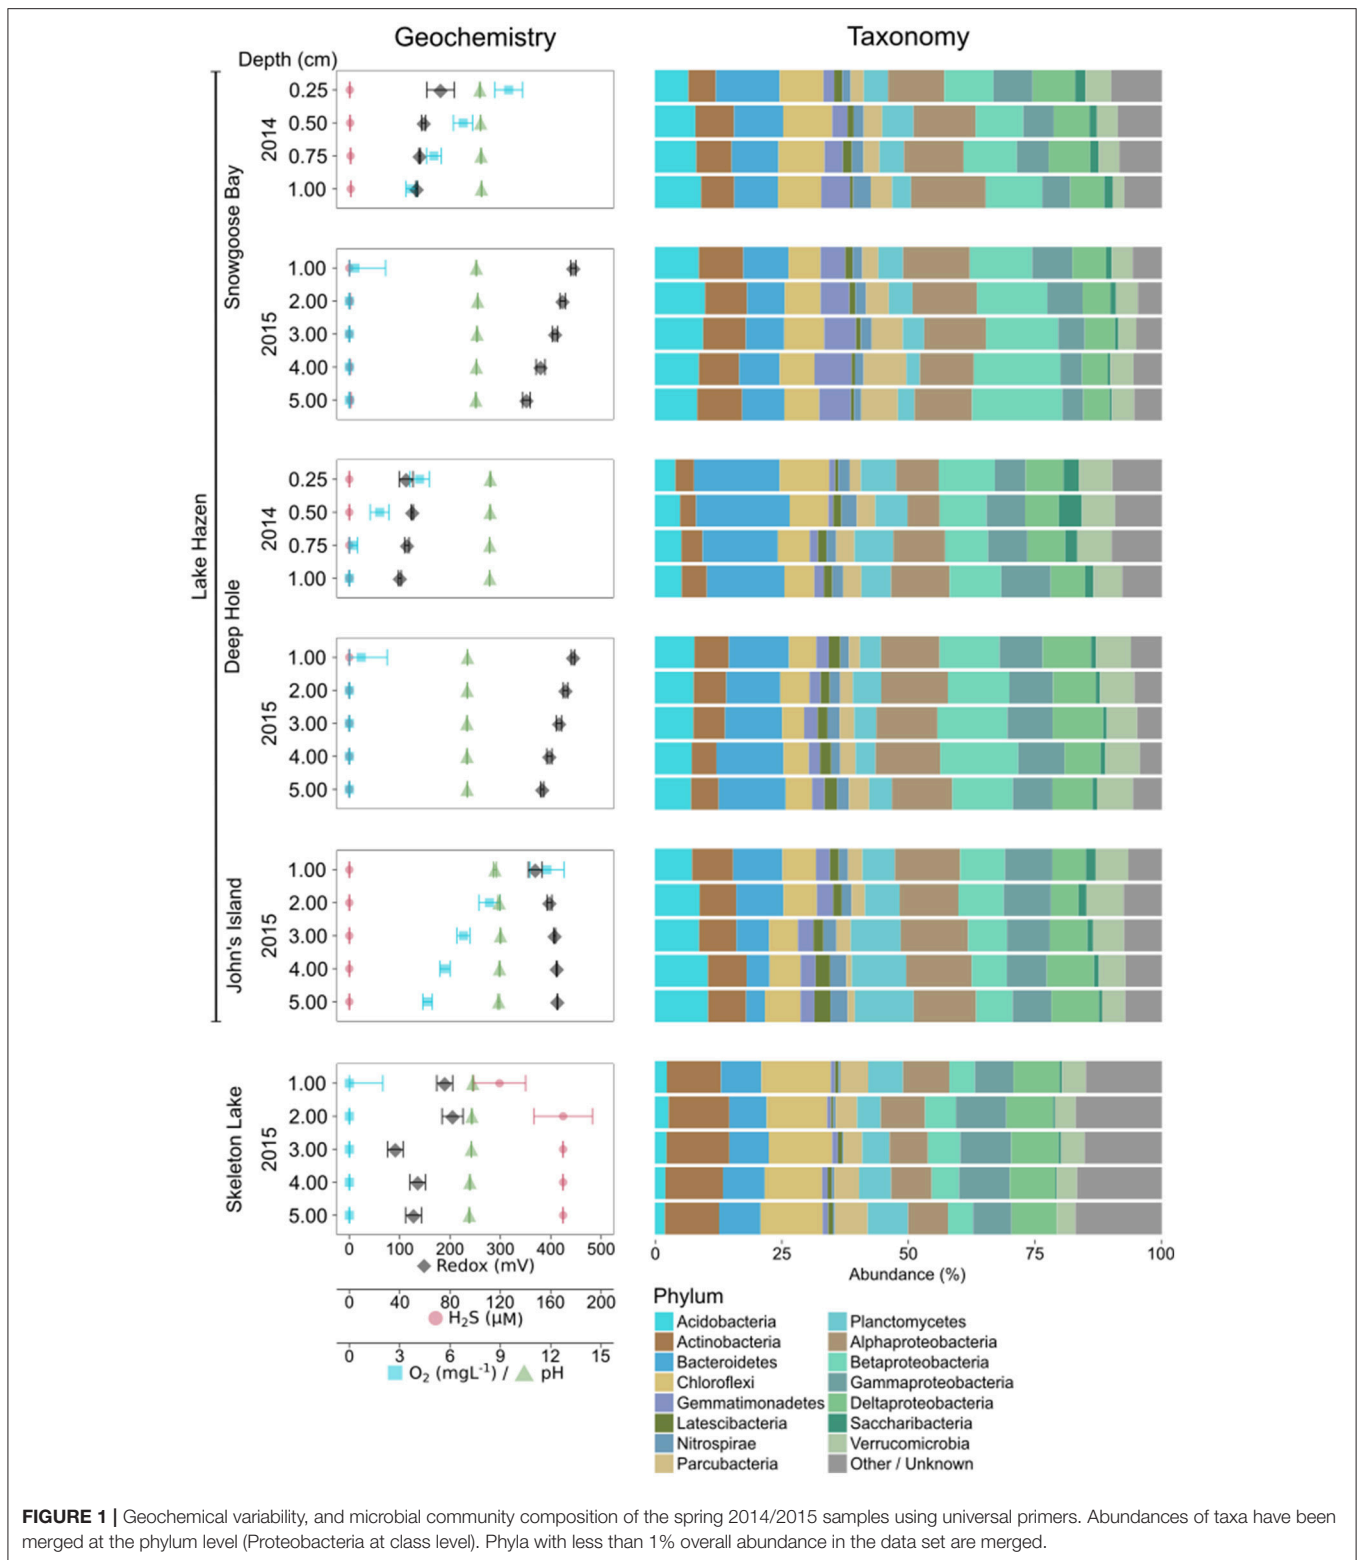 Geochemistry
Taxonomy
Depth (cm)
Lake Hazen
Snowgoose Bay
2014
0.25
0.50
0.75
1.00
2015
1.00
2.00
3.00
4.00
5.00
Deep Hole
2014
0.25
0.50
0.75
1.00
2015
1.00
2.00
3.00
4.00
5.00
John's Island
2015
1.00
2.00
3.00
4.00
5.00
Skeleton Lake
2015
1.00
2.00
3.00
4.00
5.00
0 100 200 300 400 500
Redox (mV)
0 40 80 120 160 200
H₂S (µM)
0 3 6 9 12 15
O₂ (mgL⁻¹) / pH
0 25 50 75 100
Abundance (%)
Phylum
Acidobacteria
Actinobacteria
Bacteroidetes
Chloroflexi
Gemmatimonadetes
Latescibacteria
Nitrospirae
Parcubacteria
Planctomycetes
Alphaproteobacteria
Betaproteobacteria
Gammaproteobacteria
Deltaproteobacteria
Saccharibacteria
Verrucomicrobia
Other / Unknown
FIGURE 1 | Geochemical variability, and microbial community composition of the spring 2014/2015 samples using universal primers. Abundances of taxa have been
merged at the phylum level (Proteobacteria at class level). Phyla with less than 1% overall abundance in the data set are merged.